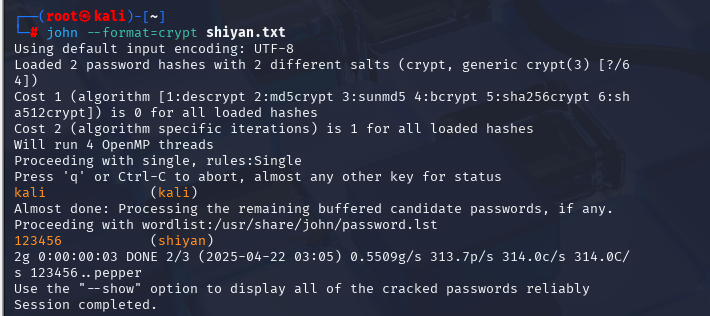 ┌──(root㉿kali)-[~]
└─# john --format=crypt shiyan.txt
Using default input encoding: UTF-8
Loaded 2 password hashes with 2 different salts (crypt, generic crypt(3) [?/6
4])
Cost 1 (algorithm [1:descrypt 2:md5crypt 3:sunmd5 4:bcrypt 5:sha256crypt 6:sh
a512crypt]) is 0 for all loaded hashes
Cost 2 (algorithm specific iterations) is 1 for all loaded hashes
Will run 4 OpenMP threads
Proceeding with single, rules:Single
Press 'q' or Ctrl-C to abort, almost any other key for status
kali             (kali)
Almost done: Processing the remaining buffered candidate passwords, if any.
Proceeding with wordlist:/usr/share/john/password.lst
123456           (shiyan)
2g 0:00:00:03 DONE 2/3 (2025-04-22 03:05) 0.5509g/s 313.7p/s 314.0c/s 314.0C/
s 123456..pepper
Use the "--show" option to display all of the cracked passwords reliably
Session completed.